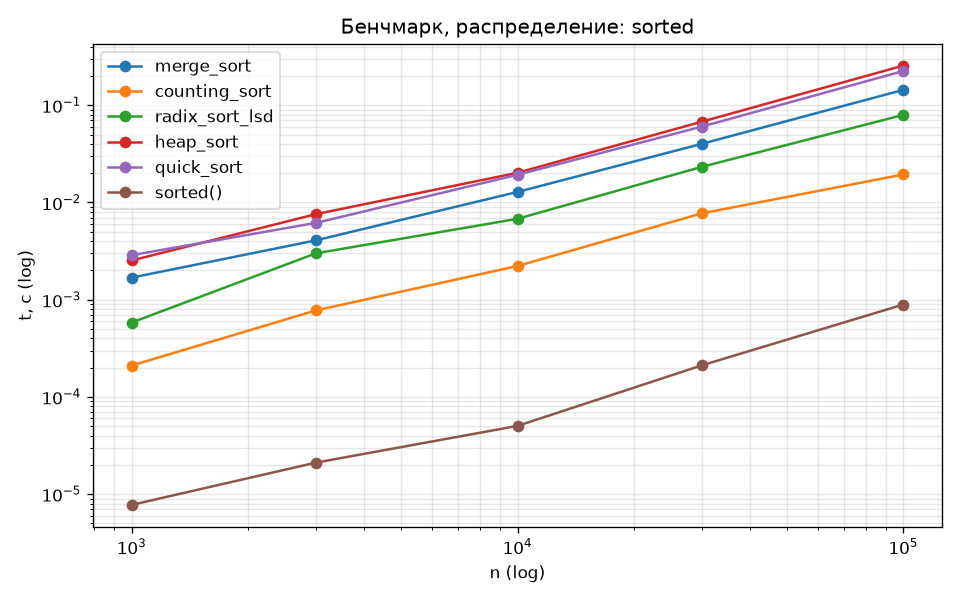 Бенчмарк, распределение: sorted
merge_sort
counting_sort
radix_sort_lsd
heap_sort
quick_sort
sorted()
t, с (log)
10⁻¹
10⁻²
10⁻³
10⁻⁴
10⁻⁵
10³
10⁴
10⁵
n (log)